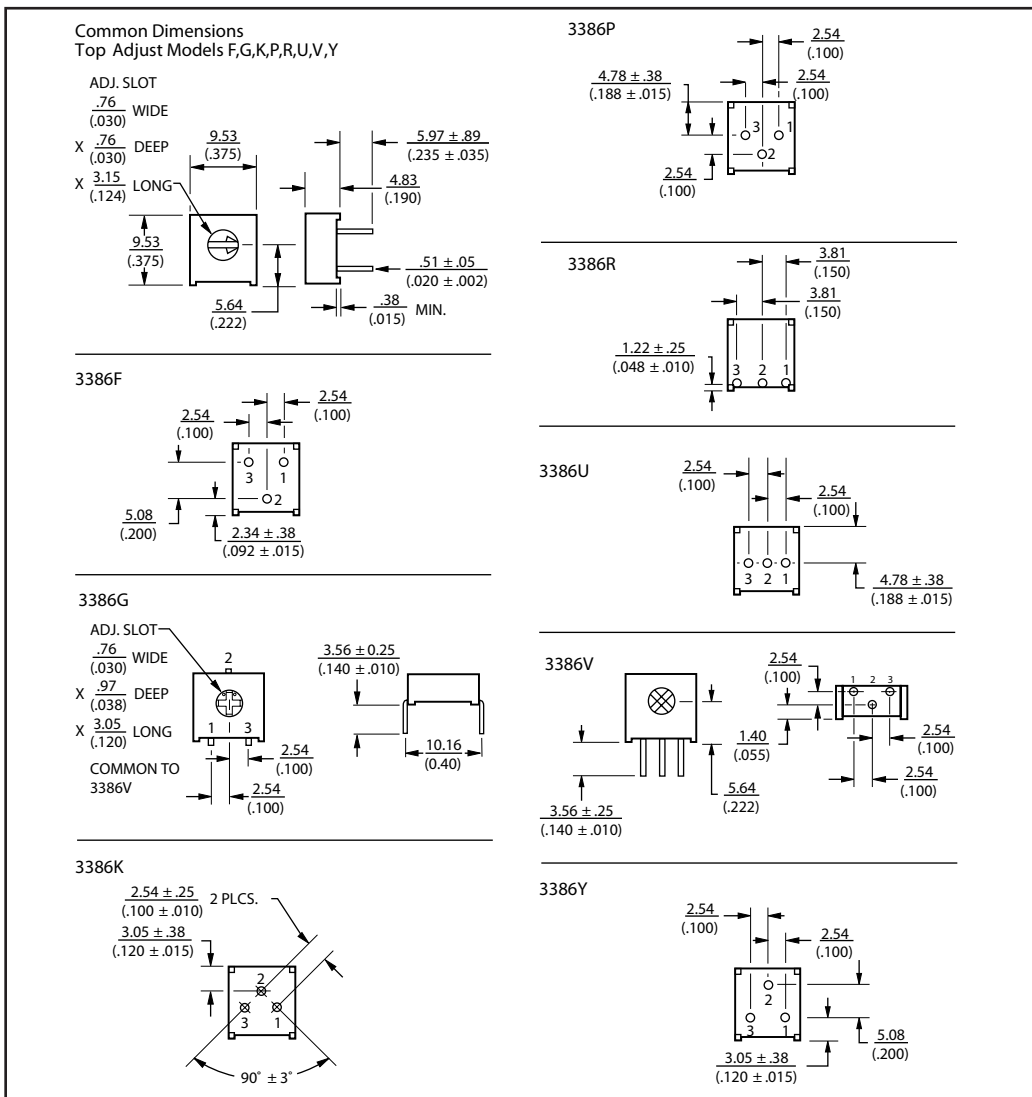 Common Dimensions
Top Adjust Models F,G,K,P,R,U,V,Y
ADJ. SLOT
.76
(.030)
WIDE
X .76
(.030)
DEEP
X 3.15
(.124)
LONG
9.53
(.375)
9.53
(.375)
5.97 ± .89
(.235 ± .035)
4.83
(.190)
.51 ± .05
(.020 ± .002)
.38
(.015)
MIN.
5.64
(.222)
3386F
2.54
(.100)
2.54
(.100)
3 1
2
5.08
(.200)
2.34 ± .38
(.092 ± .015)
3386G
ADJ. SLOT
.76
(.030)
WIDE
X .97
(.038)
DEEP
X 3.05
(.120)
LONG
COMMON TO
3386V
2
1 3
2.54
(.100)
2.54
(.100)
3.56 ± 0.25
(.140 ± .010)
10.16
(0.40)
3386K
2.54 ± .25
(.100 ± .010)
2 PLCS.
3.05 ± .38
(.120 ± .015)
2
3 1
90° ± 3°
3386P
2.54
(.100)
4.78 ± .38
(.188 ± .015)
2.54
(.100)
3 1
2
2.54
(.100)
3386R
3.81
(.150)
3.81
(.150)
1.22 ± .25
(.048 ± .010)
3 2 1
3386U
2.54
(.100)
2.54
(.100)
3 2 1
4.78 ± .38
(.188 ± .015)
3386V
2.54
(.100)
1 2 3
1.40
(.055)
2.54
(.100)
2.54
(.100)
5.64
(.222)
3.56 ± .25
(.140 ± .010)
3386Y
2.54
(.100)
2.54
(.100)
2
3 1
5.08
(.200)
3.05 ± .38
(.120 ± .015)